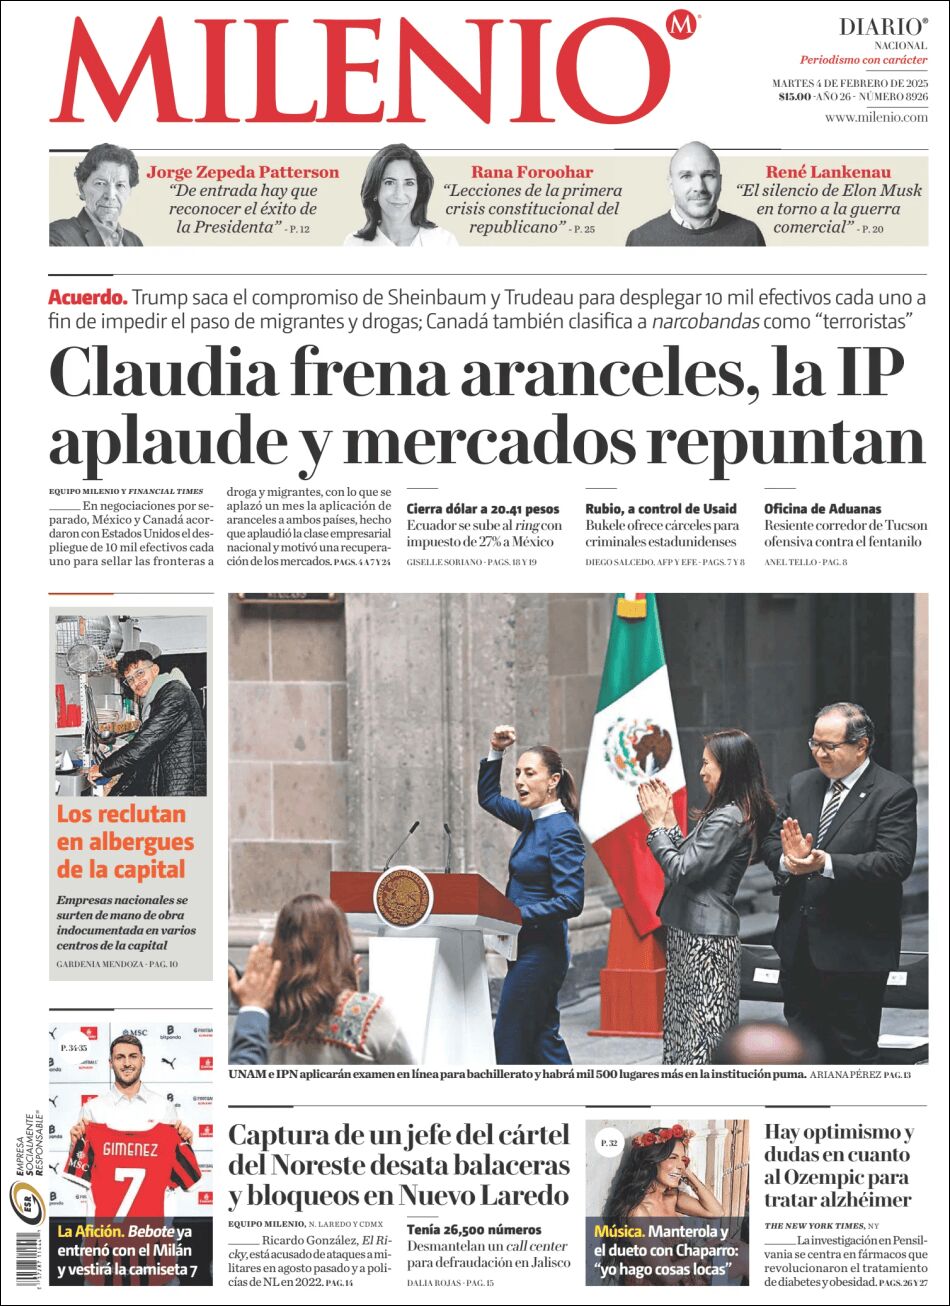 MILENIO
M
DIARIO®
NACIONAL
Periodismo con carácter
MARTES 4 DE FEBRERO DE 2025
$15.00 - AÑO 26 - NÚMERO 8926
www.milenio.com
Jorge Zepeda Patterson
“De entrada hay que
reconocer el éxito de
la Presidenta” - P. 12
Rana Foroohar
“Lecciones de la primera
crisis constitucional del
republicano” - P. 25
René Lankenau
“El silencio de Elon Musk
en torno a la guerra
comercial” - P. 20
Acuerdo. Trump saca el compromiso de Sheinbaum y Trudeau para desplegar 10 mil efectivos cada uno a
fin de impedir el paso de migrantes y drogas; Canadá también clasifica a narcobandas como “terroristas”
Claudia frena aranceles, la IP
aplaude y mercados repuntan
EQUIPO MILENIO Y FINANCIAL TIMES
En negociaciones por se-
parado, México y Canadá acor-
daron con Estados Unidos el des-
pliegue de 10 mil efectivos cada
uno para sellar las fronteras a
droga y migrantes, con lo que se
aplazó un mes la aplicación de
aranceles a ambos países, hecho
que aplaudió la clase empresarial
nacional y motivó una recupera-
ción de los mercados. PAGS. 4 A 7 Y 24
Cierra dólar a 20.41 pesos
Ecuador se sube al ring con
impuesto de 27% a México
GISELLE SORIANO - PAGS. 18 Y 19
Rubio, a control de Usaid
Bukele ofrece cárceles para
criminales estadunidenses
DIEGO SALCEDO, AFP Y EFE - PAGS. 7 Y 8
Oficina de Aduanas
Resiente corredor de Tucson
ofensiva contra el fentanilo
ANEL TELLO - PAG. 8
Los reclutan
en albergues
de la capital
Empresas nacionales se
surten de mano de obra
indocumentada en varios
centros de la capital
GARDENIA MENDOZA - PAG. 10
UNAM e IPN aplicarán examen en línea para bachillerato y habrá mil 500 lugares más en la institución puma. ARIANA PÉREZ PAG. 13
P. 34-35
MSC
bitpanda
GIMENEZ
7
MSC
La Afición. Bebote ya
entrenó con el Milán
y vestirá la camiseta 7
EMPRESA
SOCIALMENTE
RESPONSABLE®
ESR
Captura de un jefe del cártel
del Noreste desata balaceras
y bloqueos en Nuevo Laredo
EQUIPO MILENIO, N. LAREDO Y CDMX
Ricardo González, El Ri-
cky, está acusado de ataques a mi-
litares en agosto pasado y a poli-
cías de NL en 2022. PAG. 14
Tenía 26,500 números
Desmantelan un call center
para defraudación en Jalisco
DALIA ROJAS - PAG. 15
P. 32
Música. Manterola y
el dueto con Chaparro:
“yo hago cosas locas”
Hay optimismo y
dudas en cuanto
al Ozempic para
tratar alzhéimer
THE NEW YORK TIMES, NY
La investigación en Pensil-
vania se centra en fármacos que
revolucionaron el tratamiento
de diabetes y obesidad. PAGS. 26 Y 27